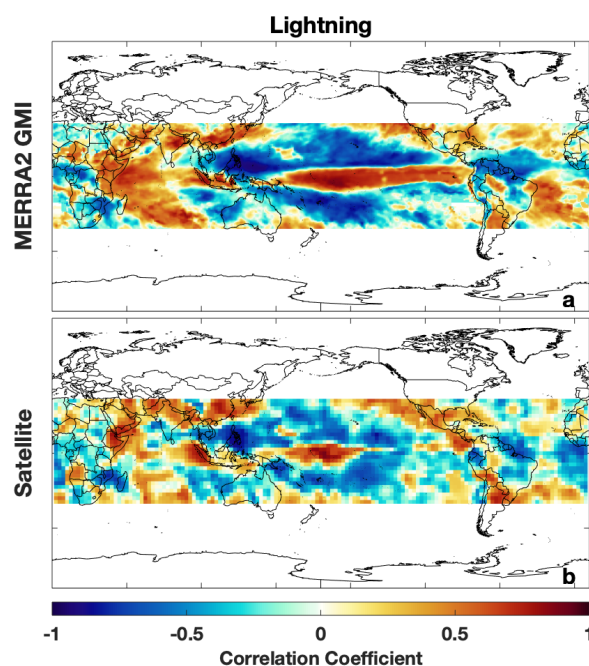 Lightning
MERRA2 GMI
a
Satellite
b
-1 -0.5 0 0.5 1
Correlation Coefficient